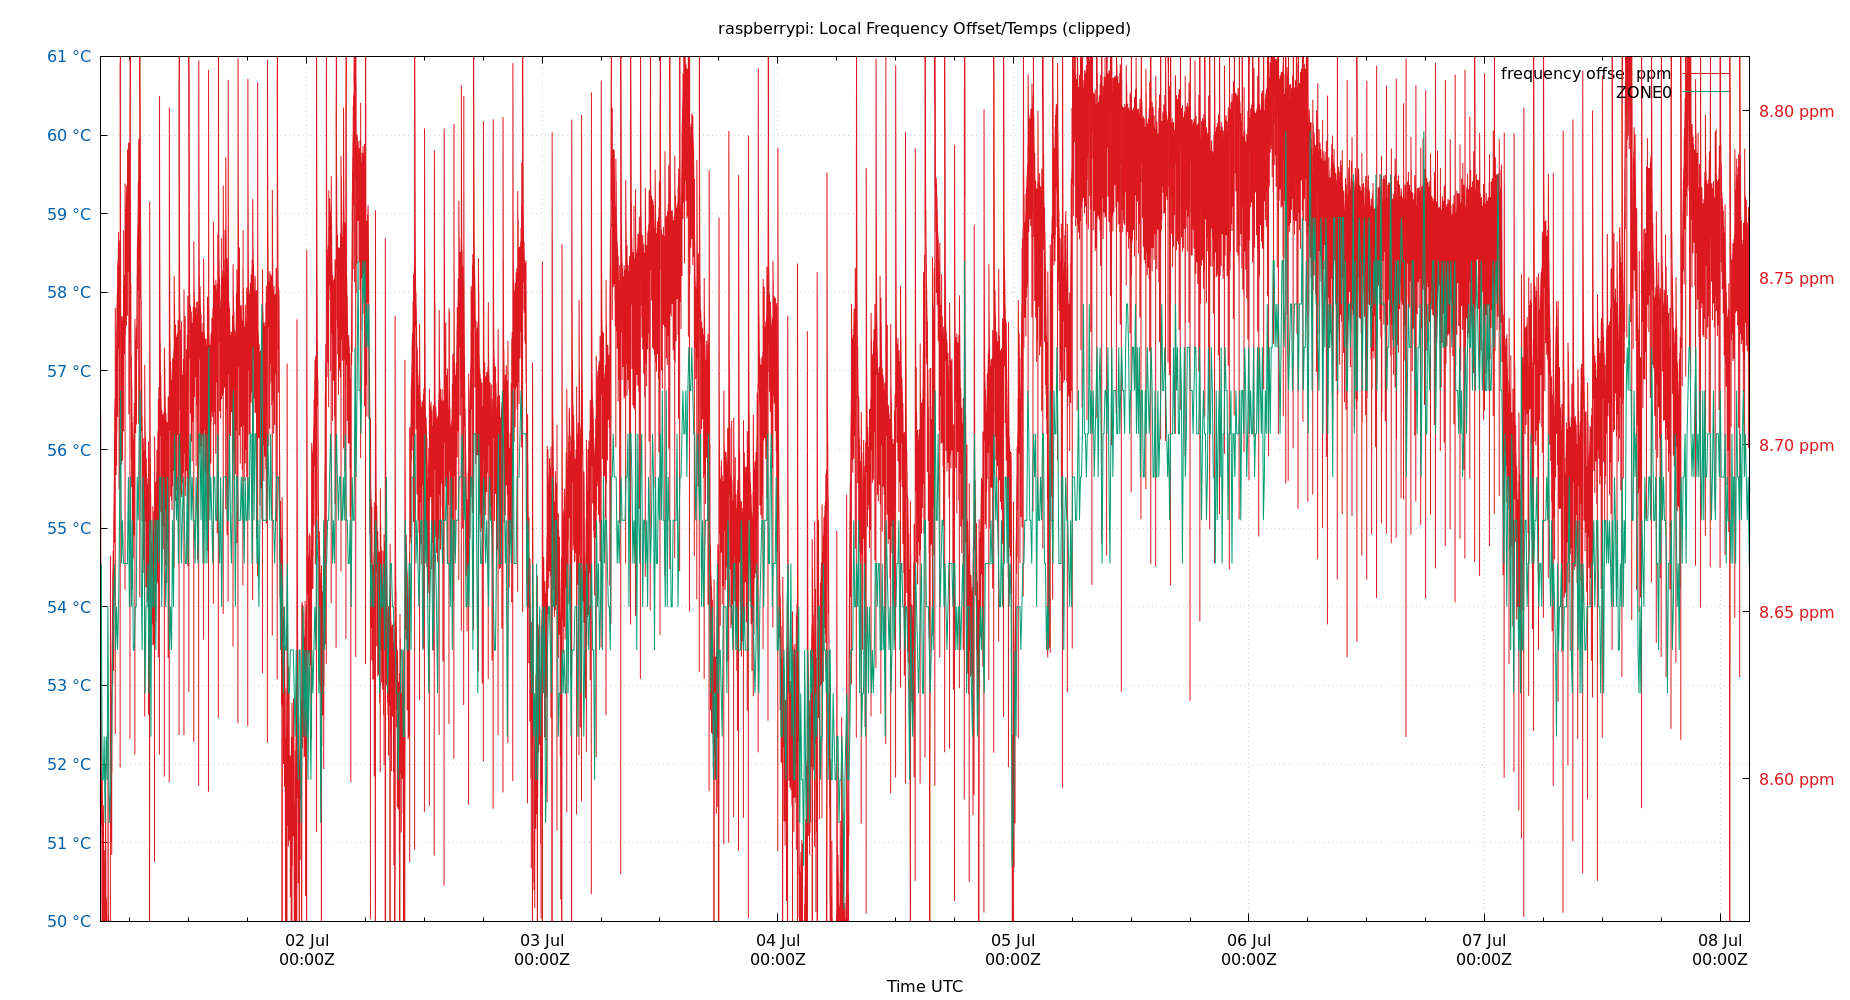 raspberrypi: Local Frequency Offset/Temps (clipped)
61 °C
60 °C
59 °C
58 °C
57 °C
56 °C
55 °C
54 °C
53 °C
52 °C
51 °C
50 °C
frequency offset ppm
ZONE0
8.80 ppm
8.75 ppm
8.70 ppm
8.65 ppm
8.60 ppm
02 Jul
00:00Z
03 Jul
00:00Z
04 Jul
00:00Z
05 Jul
00:00Z
06 Jul
00:00Z
07 Jul
00:00Z
08 Jul
00:00Z
Time UTC